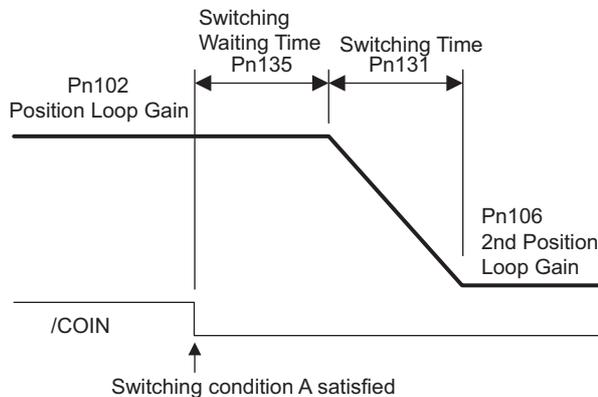 Switching
Waiting Time
Pn135
Switching Time
Pn131
Pn102
Position Loop Gain
Pn106
2nd Position
Loop Gain
/COIN
Switching condition A satisfied